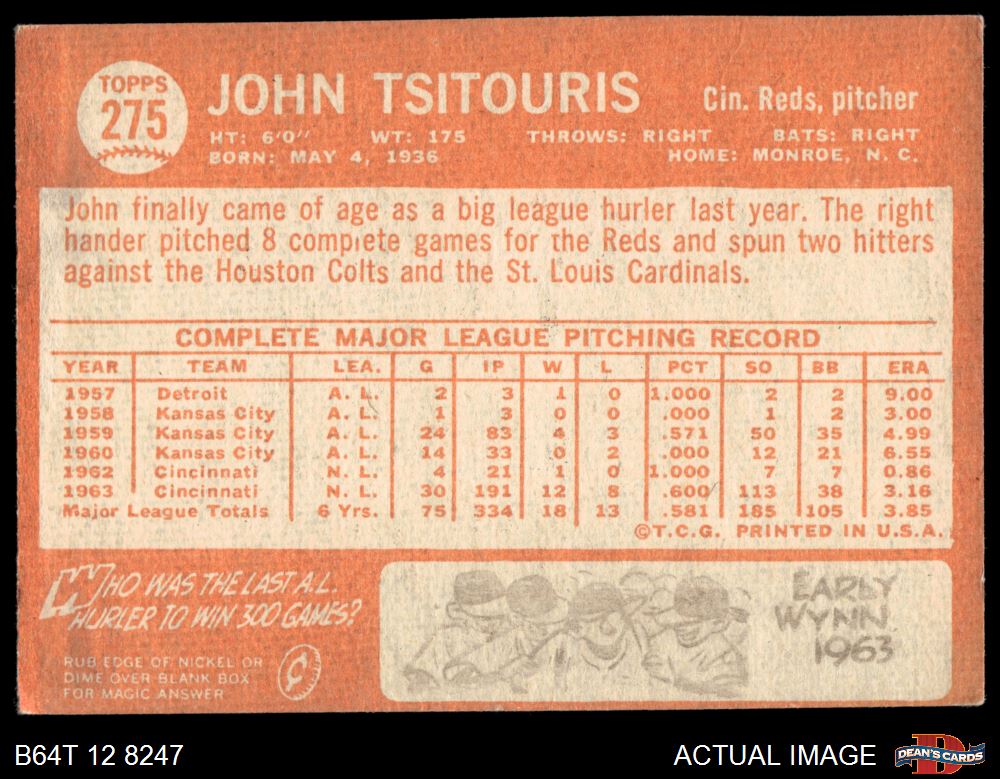 TOPPS
275
JOHN TSITOURIS
Cin. Reds, pitcher
HT: 6'0" WT: 175 THROWS: RIGHT BATS: RIGHT
BORN: MAY 4, 1936 HOME: MONROE, N. C.
John finally came of age as a big league hurler last year. The right
hander pitched 8 complete games for the Reds and spun two hitters
against the Houston Colts and the St. Louis Cardinals.
COMPLETE MAJOR LEAGUE PITCHING RECORD
YEAR TEAM LEA. G IP W L PCT SO BB ERA
1957 Detroit A. L. 2 3 1 0 1.000 2 2 9.00
1958 Kansas City A. L. 1 3 0 0 .000 1 2 3.00
1959 Kansas City A. L. 24 83 4 3 .571 50 35 4.99
1960 Kansas City A. L. 14 33 0 2 .000 12 21 6.55
1962 Cincinnati N. L. 4 21 1 0 1.000 7 7 0.86
1963 Cincinnati N. L. 30 191 12 8 .600 113 38 3.16
Major League Totals 6 Yrs. 75 334 18 13 .581 185 105 3.85
©T.C.G. PRINTED IN U.S.A.
WHO WAS THE LAST A.L.
HURLER TO WIN 300 GAMES?
RUB EDGE OF NICKEL OR
DIME OVER BLANK BOX
FOR MAGIC ANSWER
EARLY
WYNN
1963
B64T 12 8247
ACTUAL IMAGE
DEAN'S CARDS